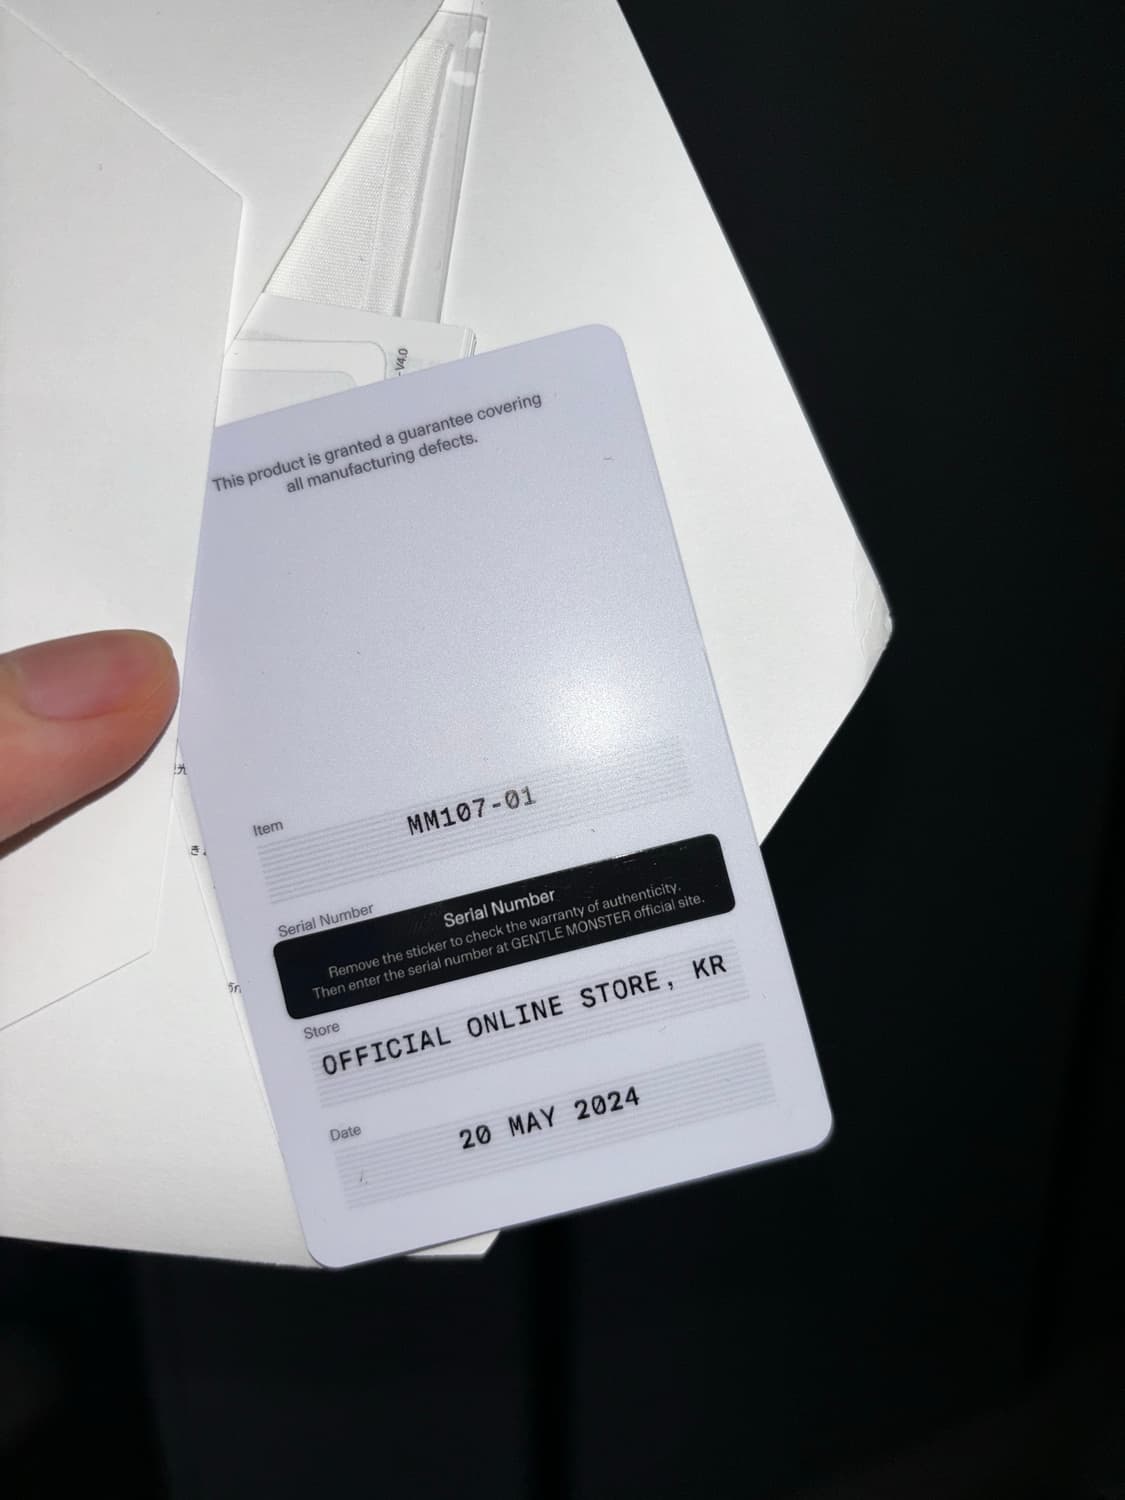 - V4.0
This product is granted a guarantee covering
all manufacturing defects.
Item
MM107-01
Serial Number
Serial Number
Remove the sticker to check the warranty of authenticity.
Then enter the serial number at GENTLE MONSTER official site.
Store
OFFICIAL ONLINE STORE, KR
Date
20 MAY 2024